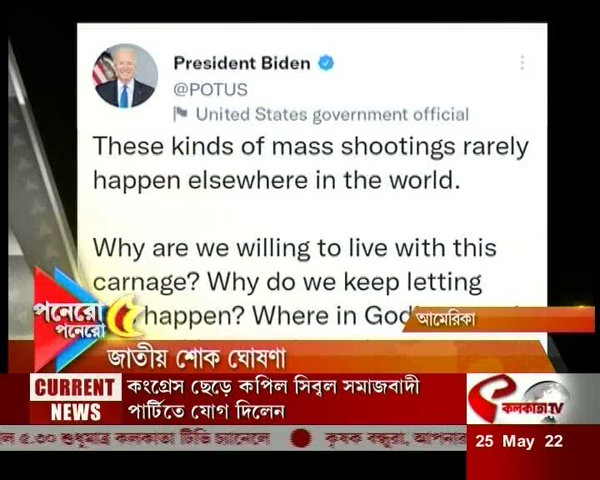 President Biden
@POTUS
United States government official
These kinds of mass shootings rarely
happen elsewhere in the world.
Why are we willing to live with this
carnage? Why do we keep letting
happen? Where in God
পনেরো
পনেরো
আমেরিকা
জাতীয় শোক ঘোষণা
CURRENT
NEWS
কংগ্রেস ছেড়ে কপিল সিব্বল সমাজবাদী
পার্টিতে যোগ দিলেন
কলকাতা TV
ল ৫.৩০ শুধুমাত্র কলকাতা টিভি চ্যানেলে
কৃষক বন্ধুরা, আপনার
25 May 22